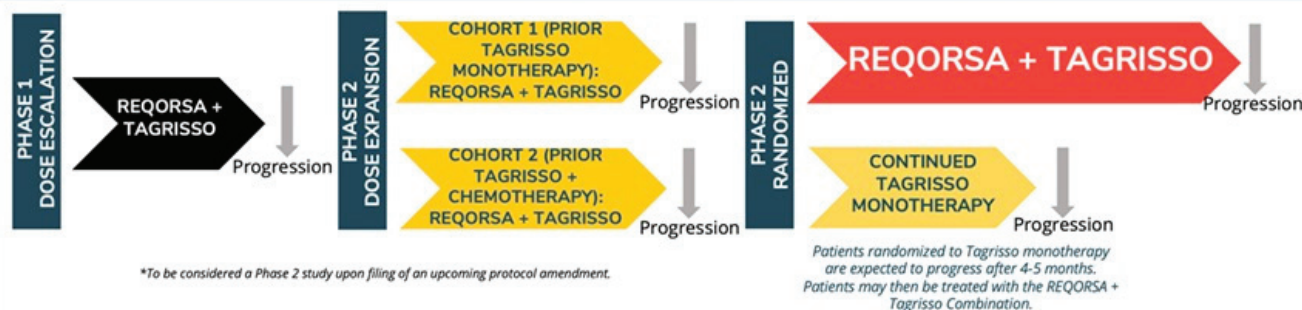 PHASE 1
DOSE ESCALATION
REQORSA +
TAGRISSO
Progression
PHASE 2
DOSE EXPANSION
COHORT 1 (PRIOR
TAGRISSO
MONOTHERAPY):
REQORSA + TAGRISSO
Progression
COHORT 2 (PRIOR
TAGRISSO +
CHEMOTHERAPY):
REQORSA + TAGRISSO
Progression
PHASE 2
RANDOMIZED
REQORSA + TAGRISSO
Progression
CONTINUED
TAGRISSO
MONOTHERAPY
Progression
Patients randomized to Tagrisso monotherapy
are expected to progress after 4-5 months.
Patients may then be treated with the REQORSA +
Tagrisso Combination.
*To be considered a Phase 2 study upon filing of an upcoming protocol amendment.